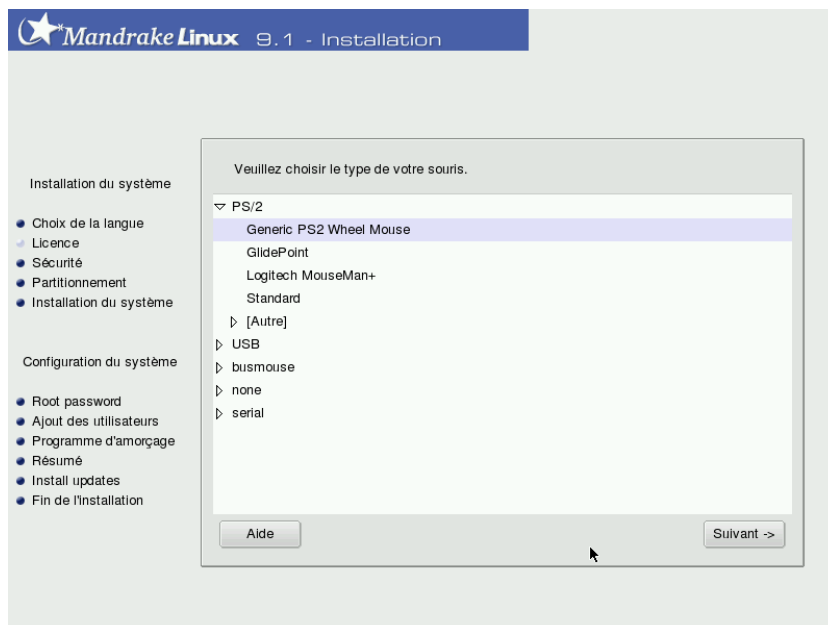 Mandrake Linux 9.1 - Installation
Installation du système
Choix de la langue
Licence
Sécurité
Partitionnement
Installation du système
Configuration du système
Root password
Ajout des utilisateurs
Programme d'amorçage
Résumé
Install updates
Fin de l'installation
Veuillez choisir le type de votre souris.
PS/2
Generic PS2 Wheel Mouse
GlidePoint
Logitech MouseMan+
Standard
[Autre]
USB
busmouse
none
serial
Aide
Suivant ->